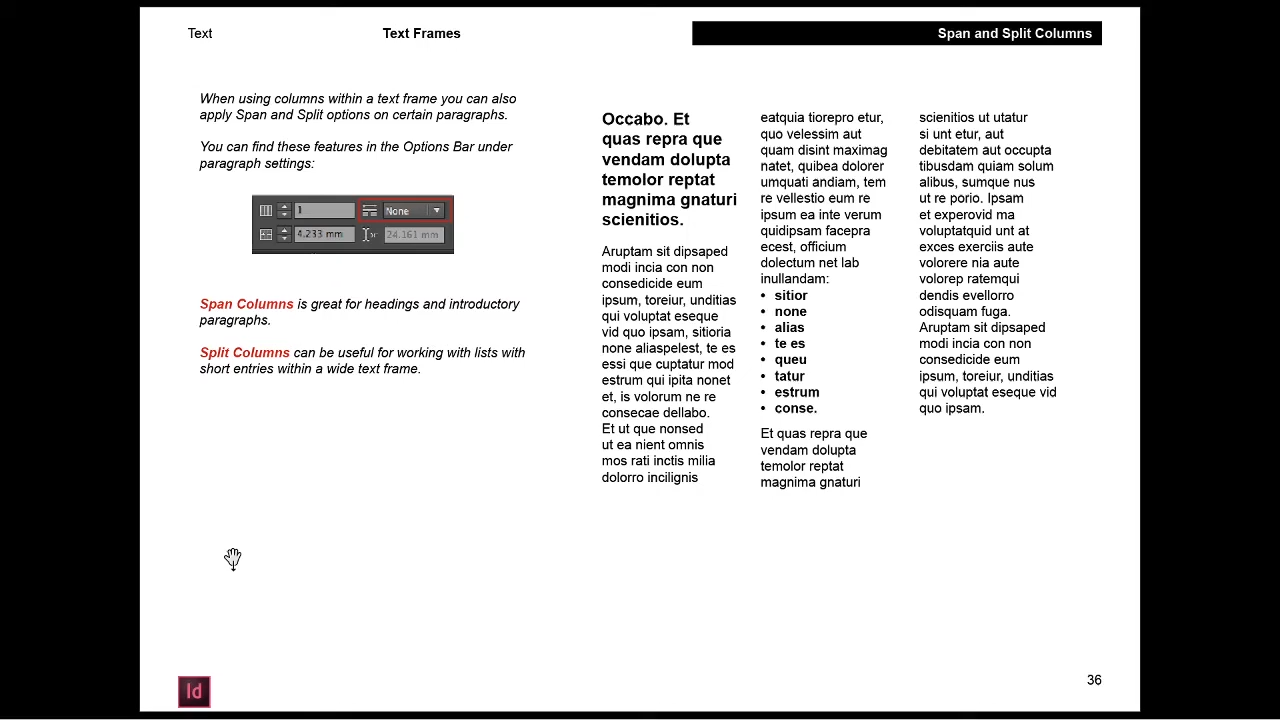 Text
Text Frames
Span and Split Columns
When using columns within a text frame you can also
apply Span and Split options on certain paragraphs.
You can find these features in the Options Bar under
paragraph settings:
1
None
4.233 mm
24.161 mm
Span Columns is great for headings and introductory
paragraphs.
Split Columns can be useful for working with lists with
short entries within a wide text frame.
Occabo. Et
quas repra que
vendam dolupta
temolor reptat
magnima gnaturi
scienitios.
Aruptam sit dipsaped
modi incia con non
consedicide eum
ipsum, toreiur, unditias
qui voluptat eseque
vid quo ipsam, sitioria
none aliaspelest, te es
essi que cuptatur mod
estrum qui ipita nonet
et, is volorum ne re
consecae dellabo.
Et ut que nonsed
ut ea nient omnis
mos rati inctis milia
dolorro incilignis
eatquia tiorepro etur,
quo velessim aut
quam disint maximag
natet, quibea dolorer
umquati andiam, tem
re vellestio eum re
ipsum ea inte verum
quidipsam facepra
ecest, officium
dolectum net lab
inullandam:
• sitior
• none
• alias
• te es
• queu
• tatur
• estrum
• conse.
Et quas repra que
vendam dolupta
temolor reptat
magnima gnaturi
scienitios ut utatur
si unt etur, aut
debitatem aut occupta
tibusdam quiam solum
alibus, sumque nus
ut re porio. Ipsam
et experovid ma
voluptatquid unt at
exces exerciis aute
volorere nia aute
volorep ratemqui
dendis evellorro
odisquam fuga.
Aruptam sit dipsaped
modi incia con non
consedicide eum
ipsum, toreiur, unditias
qui voluptat eseque vid
quo ipsam.
Id
36